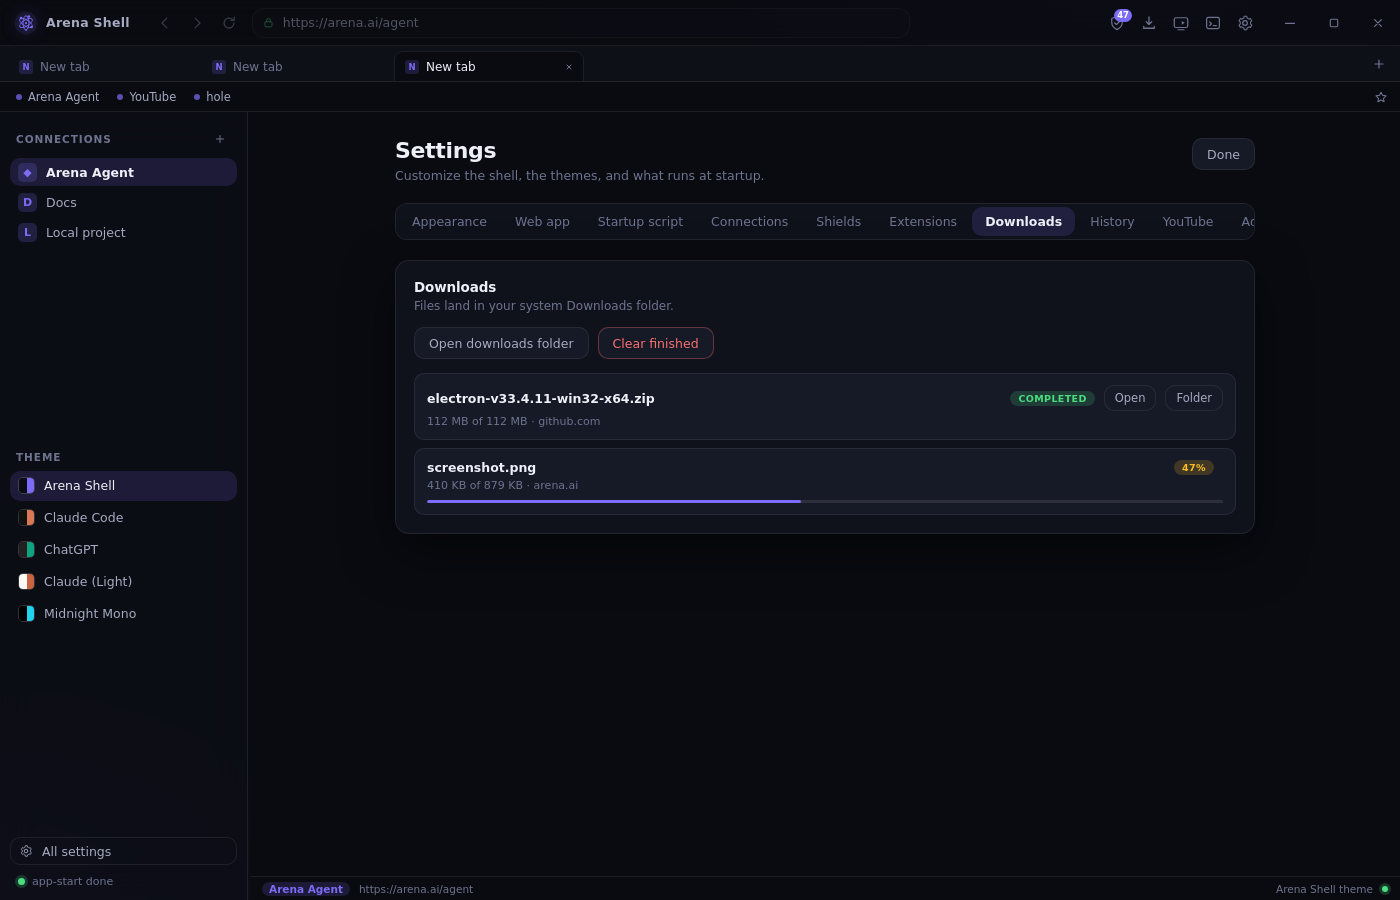 Arena Shell
https://arena.ai/agent
47
N New tab
N New tab
N New tab
Arena Agent
YouTube
hole
CONNECTIONS
Arena Agent
D Docs
L Local project
THEME
Arena Shell
Claude Code
ChatGPT
Claude (Light)
Midnight Mono
All settings
app-start done
Settings
Customize the shell, the themes, and what runs at startup.
Done
Appearance Web app Startup script Connections Shields Extensions Downloads History YouTube
Downloads
Files land in your system Downloads folder.
Open downloads folder Clear finished
electron-v33.4.11-win32-x64.zip COMPLETED Open Folder
112 MB of 112 MB · github.com
screenshot.png 47%
410 KB of 879 KB · arena.ai
Arena Agent https://arena.ai/agent
Arena Shell theme